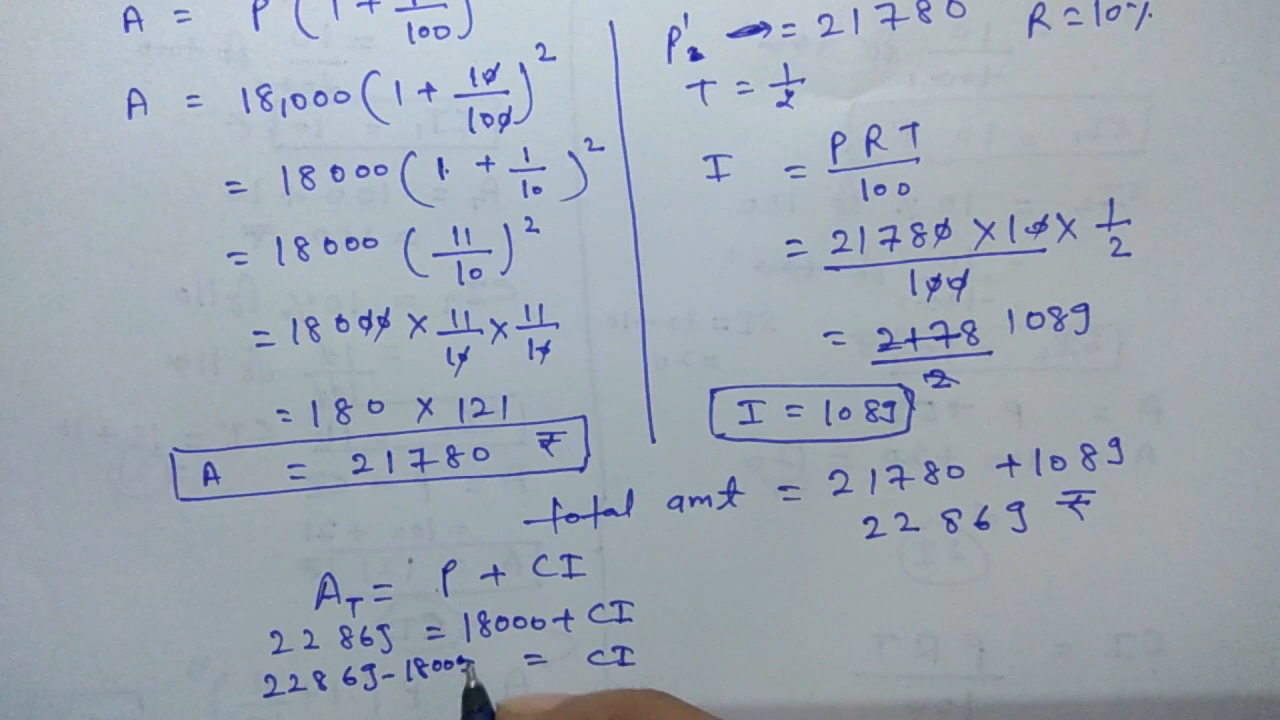 A = P(1 + 1/100)
A = 18,000(1 + 10/100)²
= 18000(1 + 1/10)²
= 18000(11/10)²
= 18000 × 11/10 × 11/10
= 180 × 121
A = 21780 ₹
P'₂ = 21780 R = 10%
T = 1/2
I = PRT/100
= 21780 × 10 × 1/2 / 100
= 2178/2 1089
I = 1089
total amt = 21780 + 1089
22869 ₹
A_T = P + CI
22869 = 18000 + CI
22869 - 18000 = CI